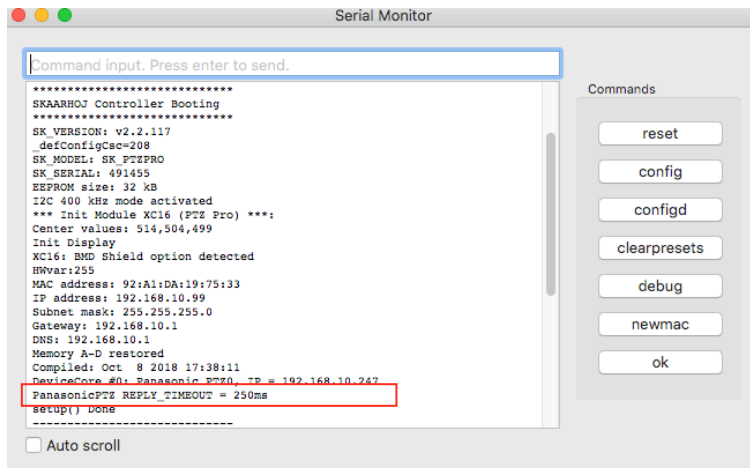 Serial Monitor
Command input. Press enter to send.
*****************************
SKAARHOJ Controller Booting
*****************************
SK_VERSION: v2.2.117
_defConfigCsc=208
SK_MODEL: SK_PTZPRO
SK_SERIAL: 491455
EEPROM size: 32 kB
I2C 400 kHz mode activated
*** Init Module XC16 (PTZ Pro) ***:
Center values: 514,504,499
Init Display
XC16: BMD Shield option detected
HWvar:255
MAC address: 92:A1:DA:19:75:33
IP address: 192.168.10.99
Subnet mask: 255.255.255.0
Gateway: 192.168.10.1
DNS: 192.168.10.1
Memory A-D restored
Compiled: Oct  8 2018 17:38:11
DeviceCore #0: Panasonic PTZ0, IP = 192.168.10.247
PanasonicPTZ REPLY_TIMEOUT = 250ms
setup() Done
-----------------------------
Auto scroll
Commands
reset
config
configd
clearpresets
debug
newmac
ok